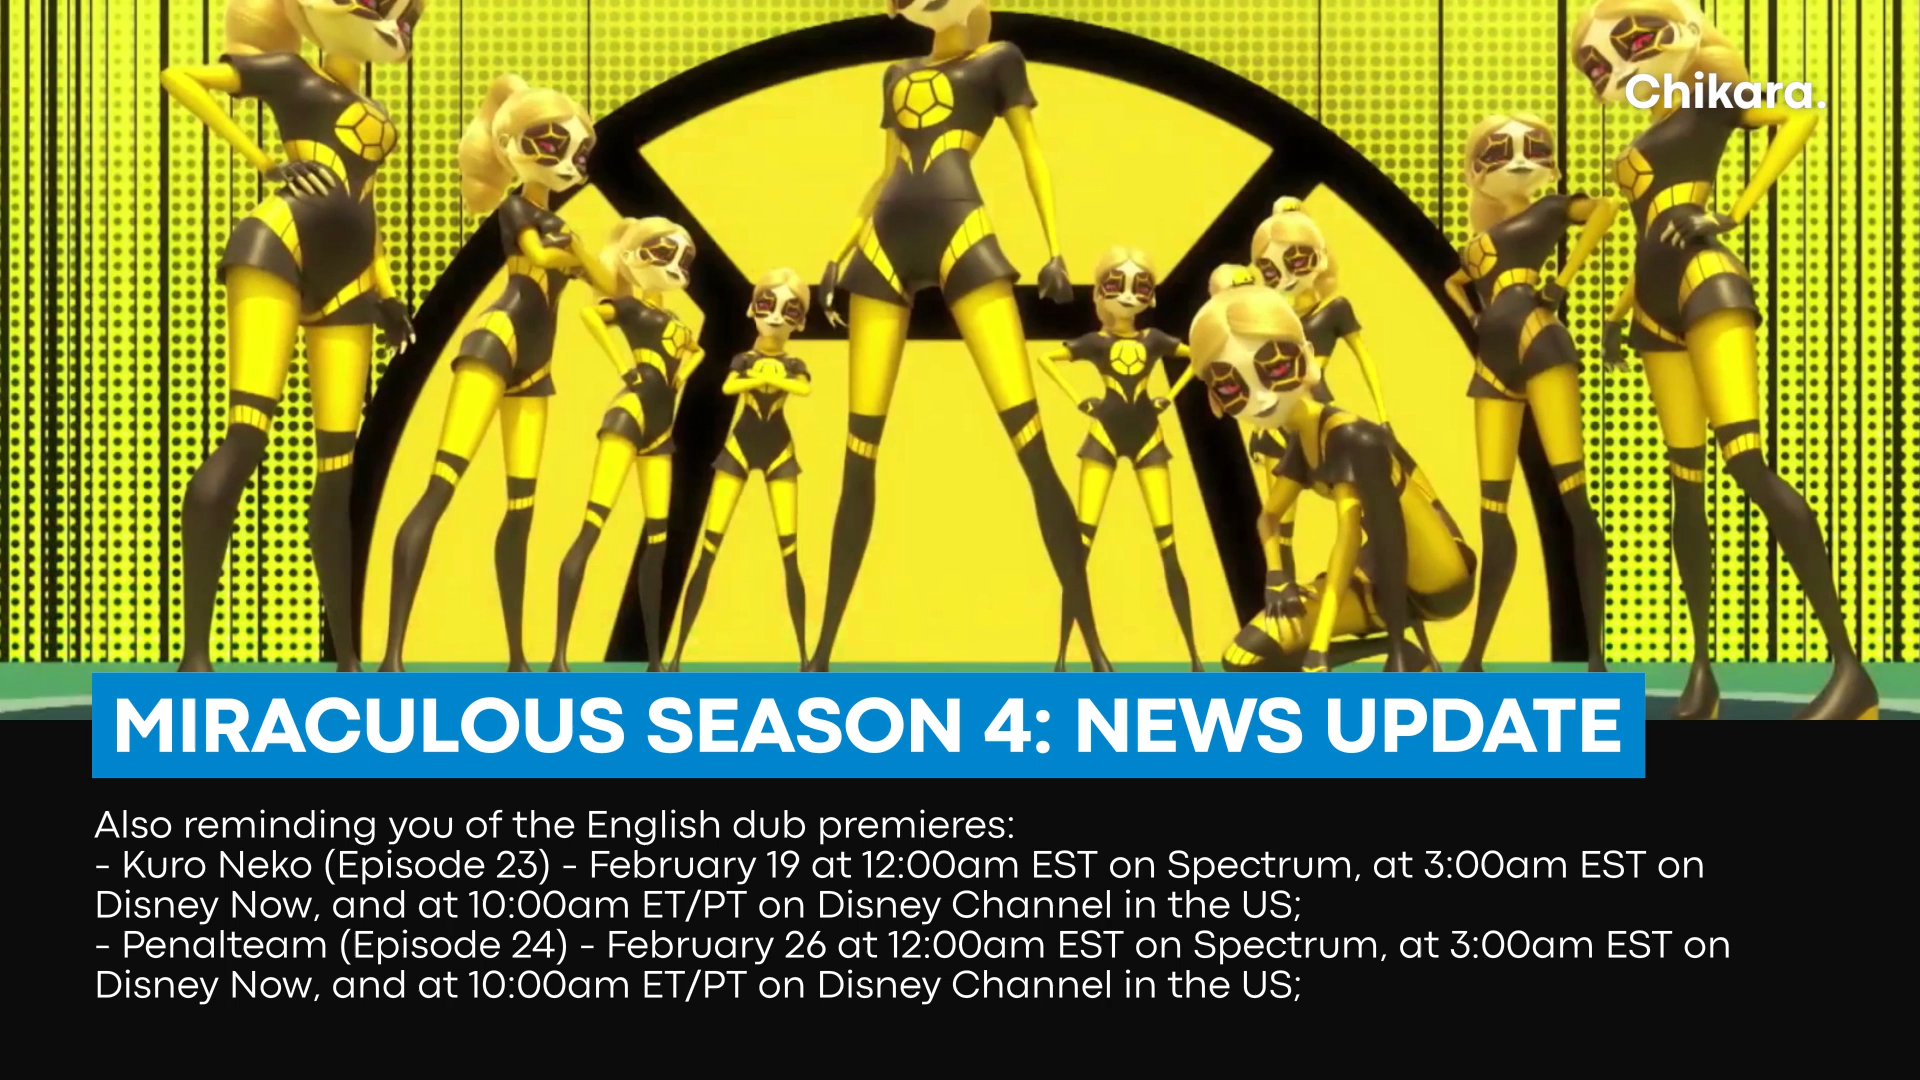 Chikara.
MIRACULOUS SEASON 4: NEWS UPDATE
Also reminding you of the English dub premieres:
- Kuro Neko (Episode 23) - February 19 at 12:00am EST on Spectrum, at 3:00am EST on
Disney Now, and at 10:00am ET/PT on Disney Channel in the US;
- Penalteam (Episode 24) - February 26 at 12:00am EST on Spectrum, at 3:00am EST on
Disney Now, and at 10:00am ET/PT on Disney Channel in the US;